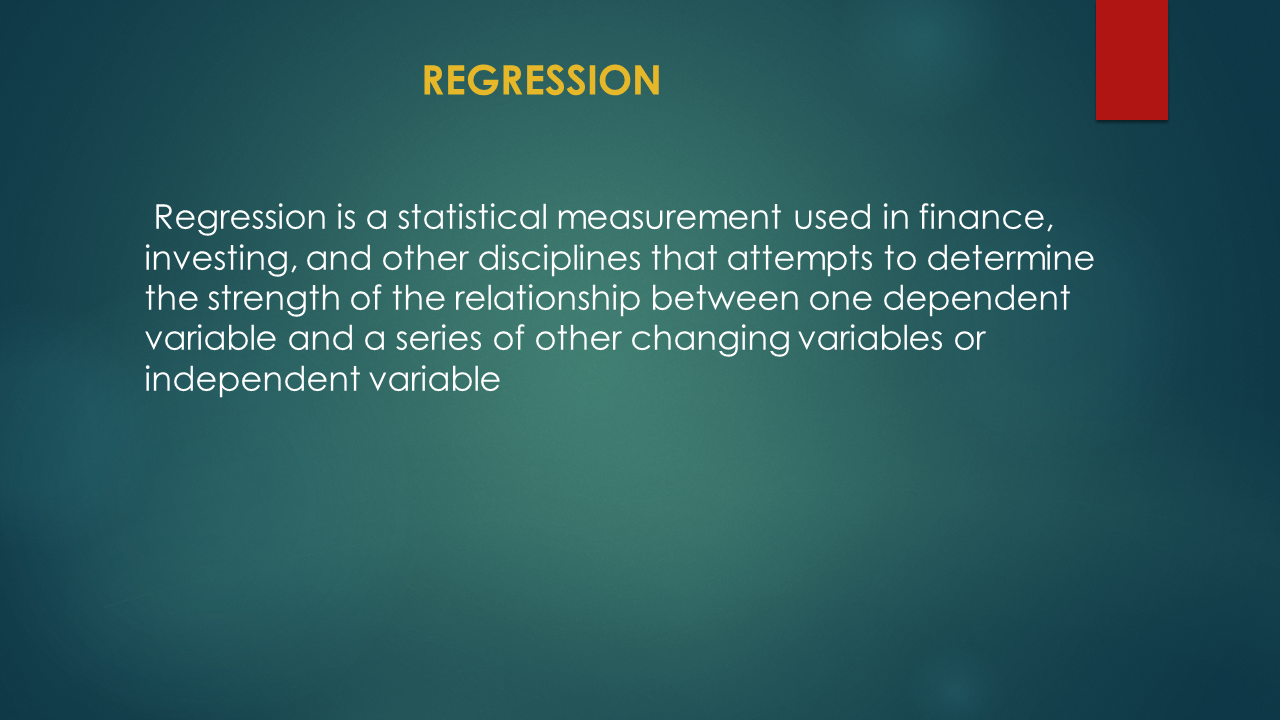 REGRESSION
Regression is a statistical measurement used in finance,
investing, and other disciplines that attempts to determine
the strength of the relationship between one dependent
variable and a series of other changing variables or
independent variable